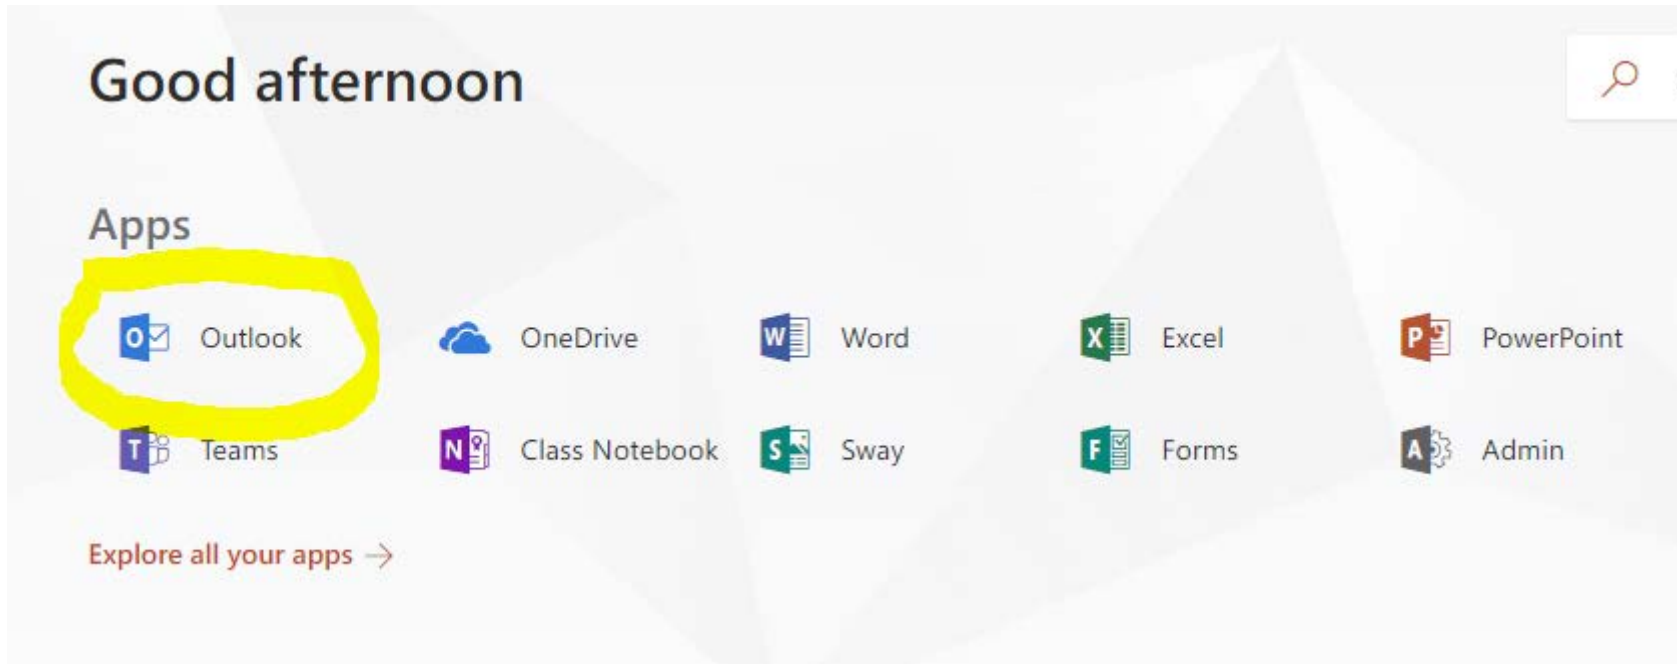 Good afternoon
Apps
Outlook OneDrive Word Excel PowerPoint
Teams Class Notebook Sway Forms Admin
Explore all your apps →